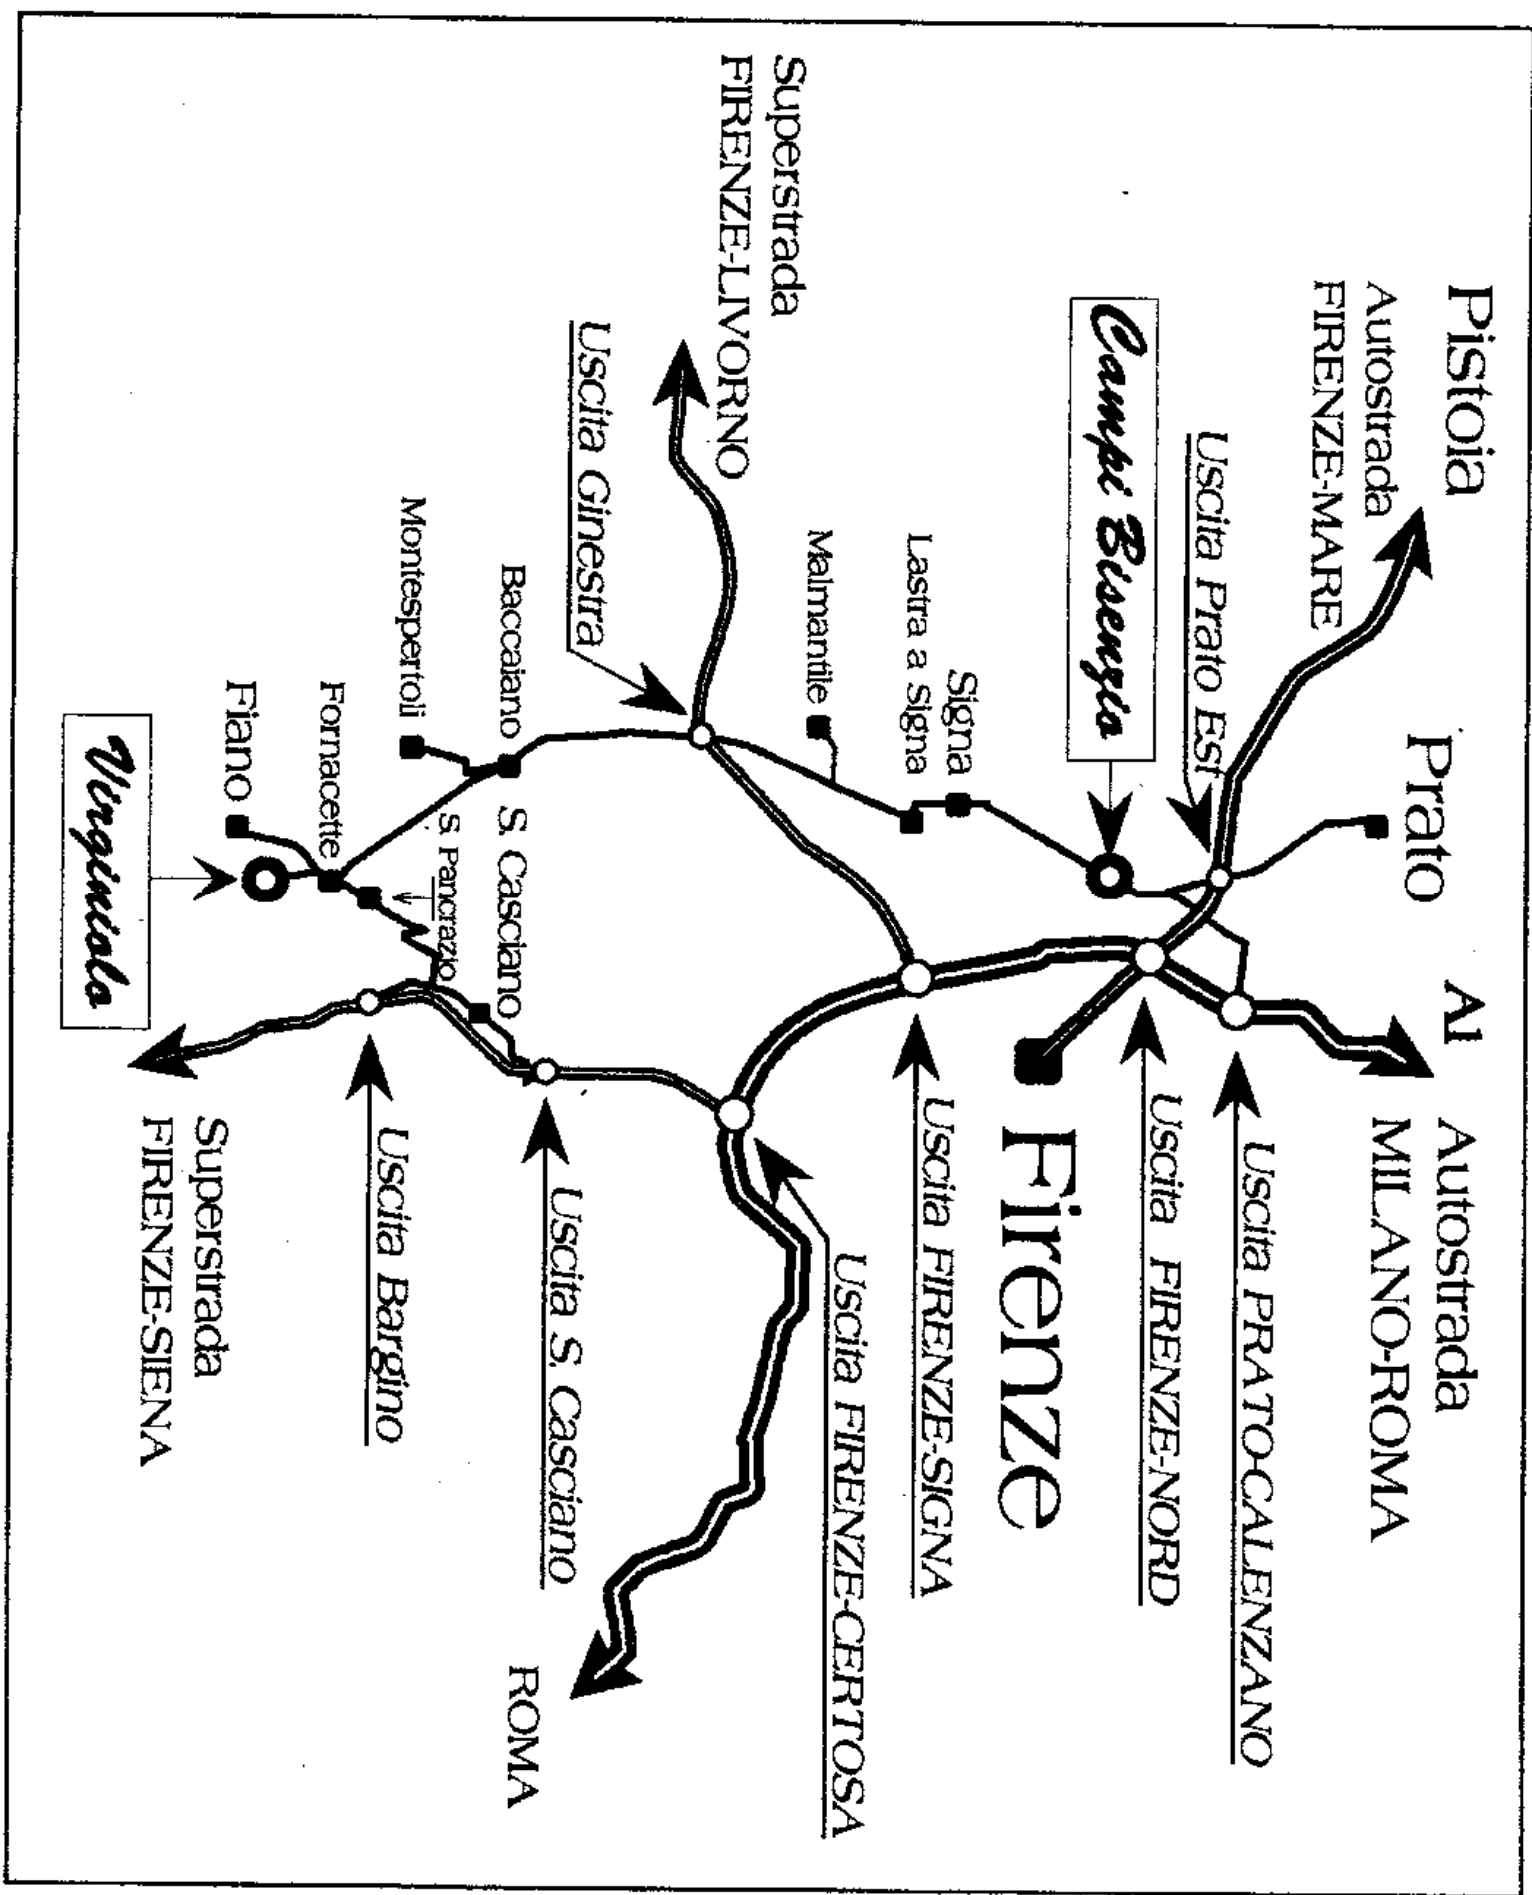 Pistoia
Autostrada
FIRENZE-MARE
Prato
A1
Autostrada
MILANO-ROMA
Uscita Prato Est
Uscita PRATO-CALENZANO
Campi Bisenzio
Uscita FIRENZE-NORD
Firenze
Signa
Lastra a Signa
Uscita FIRENZE-SIGNA
Malmantile
Superstrada
FIRENZE-LIVORNO
Uscita FIRENZE-CERTOSA
Uscita Ginestra
Baccaiano
S. Casciano
Uscita S. Casciano
ROMA
Montespertoli
S. Pancrazio
Uscita Bargino
Fornacette
Fiano
Superstrada
FIRENZE-SIENA
Virginiolo